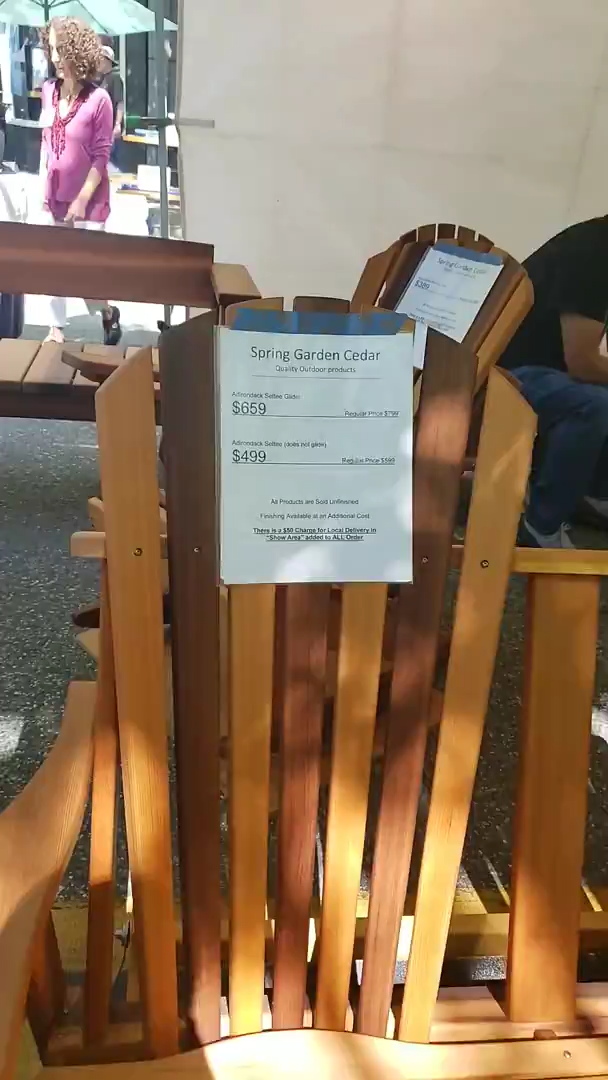 Spring Garden Cedar
Quality Outdoor products
Adirondack Settee Glider
$659 Regular Price $799
Adirondack Settee (does not glide)
$499 Regular Price $599
All Products are Sold Unfinished
Finishing Available at an Additional Cost
There is a $50 Charge for Local Delivery in
"Show Area" added to ALL Order
Spring Garden Cedar
$389